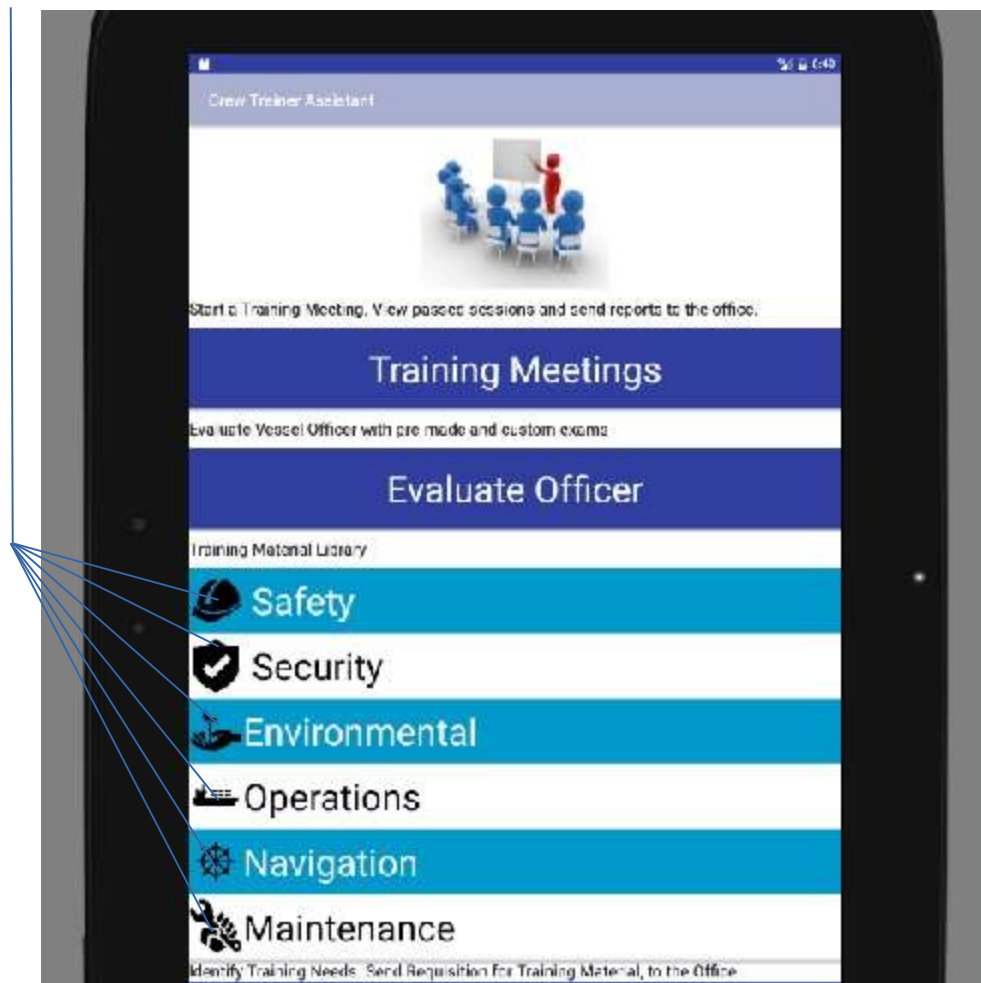 6:40
Crew Trainer Assistant
Start a Training Meeting, View passed sessions and send reports to the office.
Training Meetings
Evaluate Vessel Officer with pre made and custom exams
Evaluate Officer
Training Material Library
Safety
Security
Environmental
Operations
Navigation
Maintenance
Identify Training Needs. Send Requisition for Training Material, to the Office